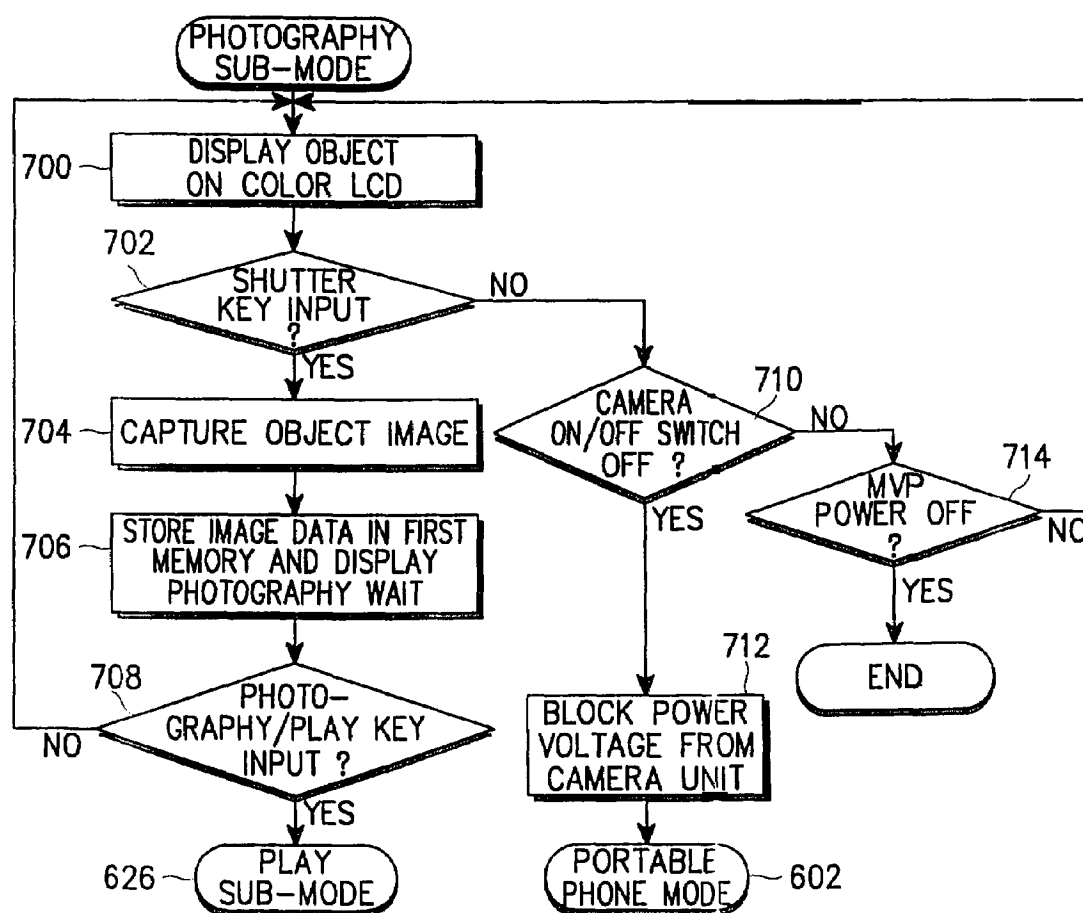 PHOTOGRAPHY
SUB-MODE
700
DISPLAY OBJECT
ON COLOR LCD
702
SHUTTER
KEY INPUT
?
NO
YES
704
CAPTURE OBJECT IMAGE
710
CAMERA
ON/OFF SWITCH
OFF ?
NO
YES
714
MVP
POWER OFF
?
NO
YES
END
706
STORE IMAGE DATA IN FIRST
MEMORY AND DISPLAY
PHOTOGRAPHY WAIT
708
PHOTO-
GRAPHY/PLAY KEY
INPUT ?
NO
YES
712
BLOCK POWER
VOLTAGE FROM
CAMERA UNIT
626
PLAY
SUB-MODE
PORTABLE
PHONE MODE
602